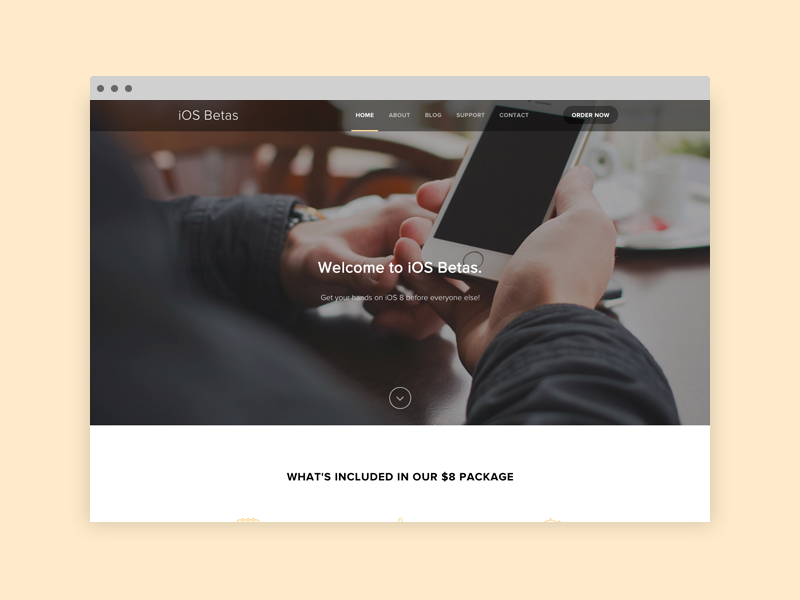 iOS Betas
HOME ABOUT BLOG SUPPORT CONTACT ORDER NOW
Welcome to iOS Betas.
Get your hands on iOS 8 before everyone else!
WHAT'S INCLUDED IN OUR $8 PACKAGE